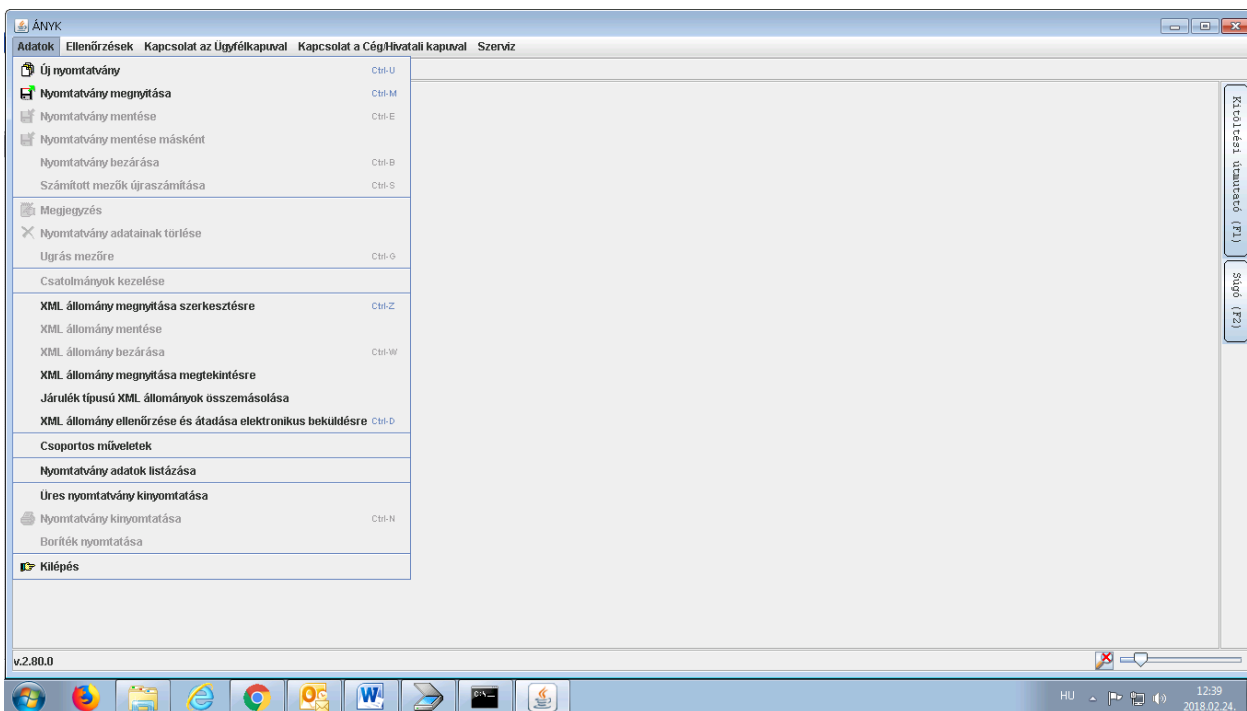 ÁNYK
Adatok Ellenőrzések Kapcsolat az Ügyfélkapuval Kapcsolat a Cég/Hivatali kapuval Szerviz
Új nyomtatvány Ctrl-U
Nyomtatvány megnyitása Ctrl-M
Nyomtatvány mentése Ctrl-E
Nyomtatvány mentése másként
Nyomtatvány bezárása Ctrl-B
Számított mezők újraszámítása Ctrl-S
Megjegyzés
Nyomtatvány adatainak törlése
Ugrás mezőre Ctrl-G
Csatolmányok kezelése
XML állomány megnyitása szerkesztésre Ctrl-Z
XML állomány mentése
XML állomány bezárása Ctrl-W
XML állomány megnyitása megtekintésre
Járulék típusú XML állományok összemásolása
XML állomány ellenőrzése és átadása elektronikus beküldésre Ctrl-D
Csoportos műveletek
Nyomtatvány adatok listázása
Üres nyomtatvány kinyomtatása
Nyomtatvány kinyomtatása Ctrl-N
Boríték nyomtatása
Kilépés
Kitöltési útmutató (F1)
Súgó (F2)
v.2.80.0
HU
12:39
2018.02.24.